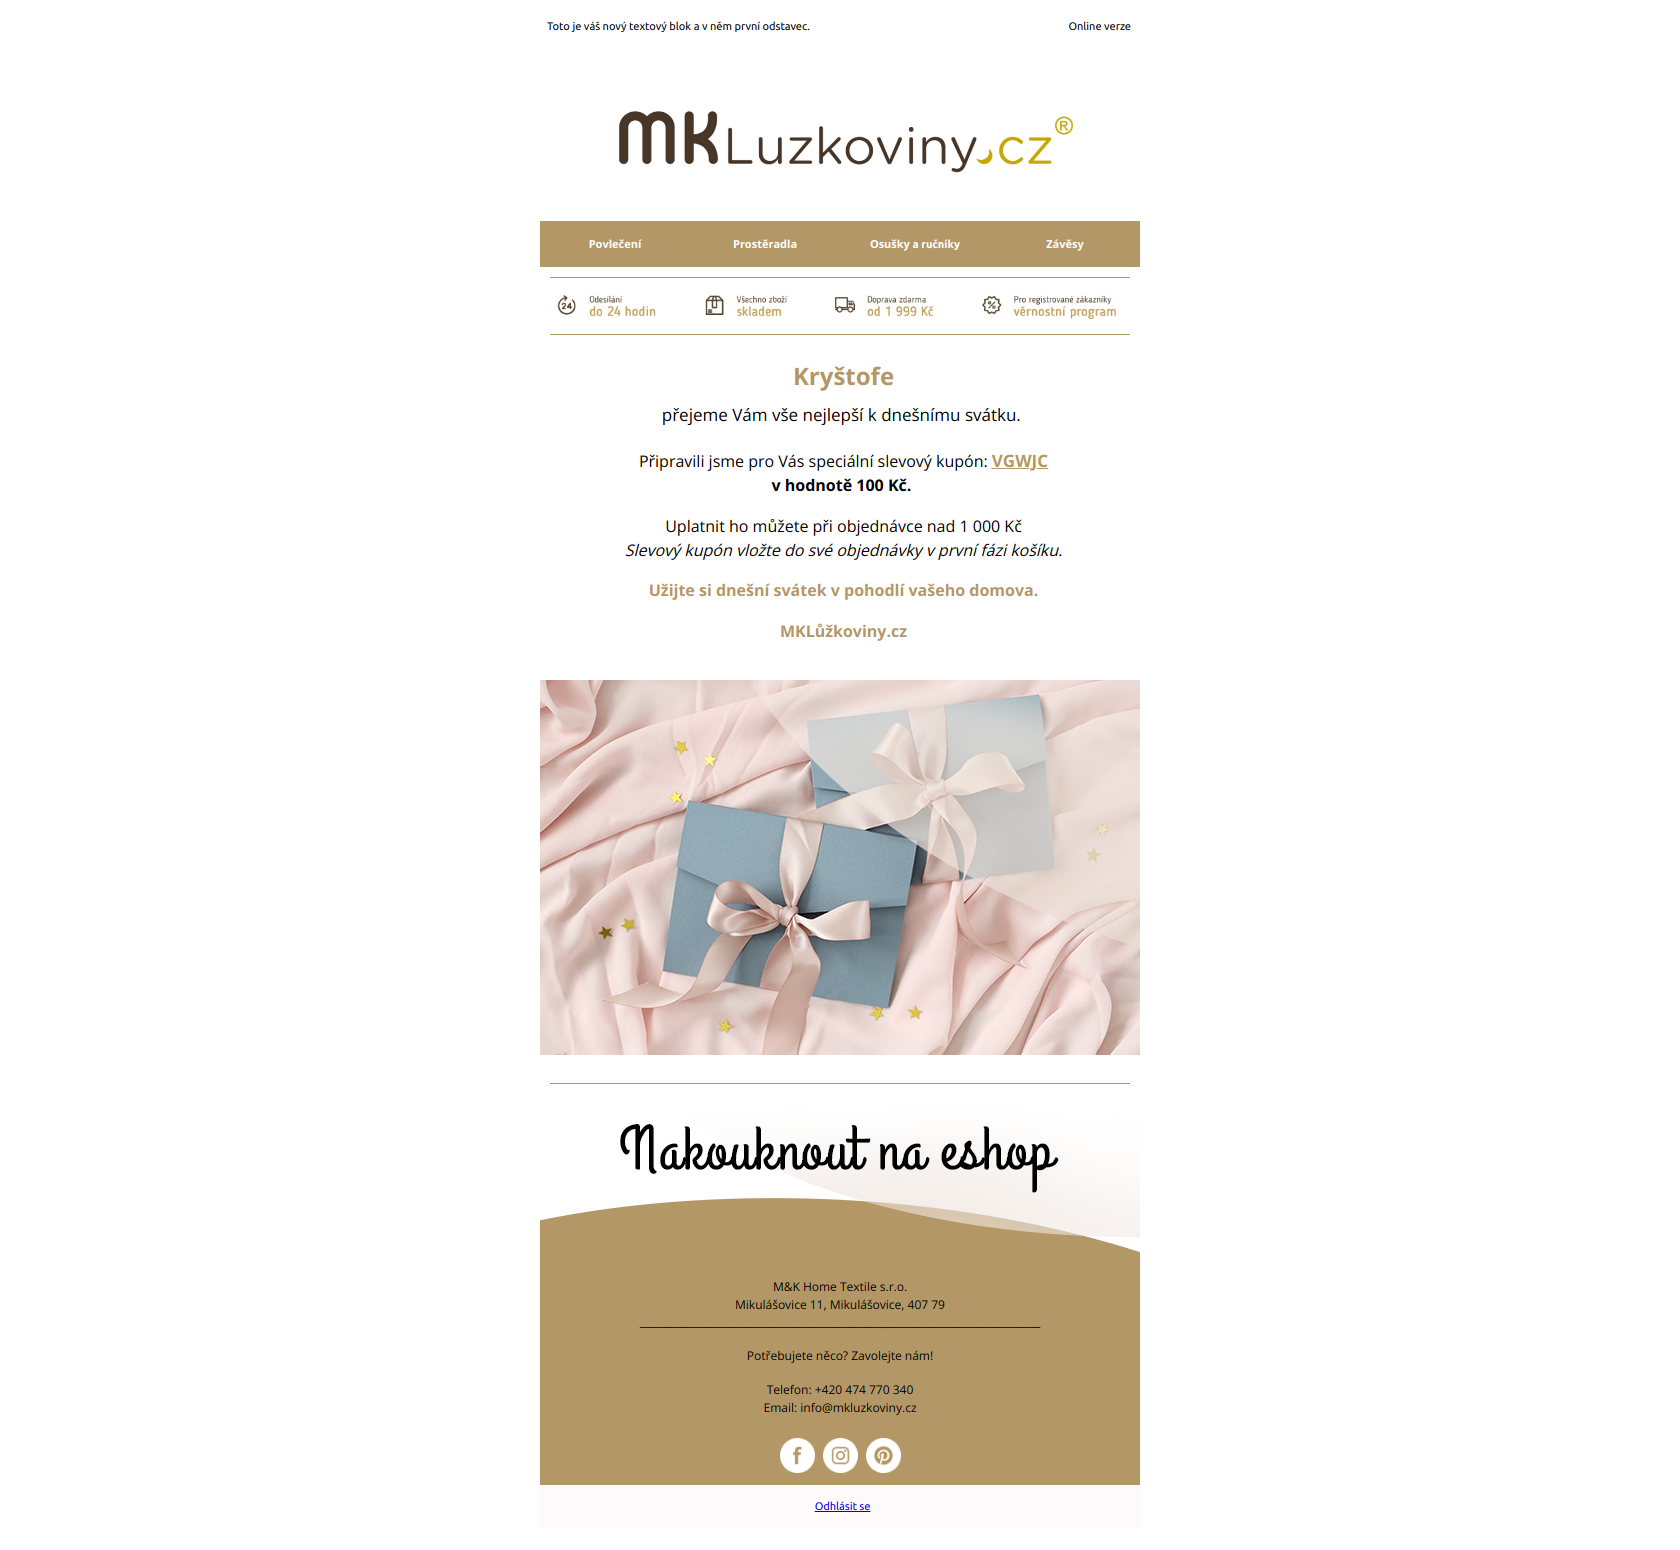 Toto je váš nový textový blok a v něm první odstavec.
Online verze
MKLuzkoviny.cz®
Povlečení
Prostěradla
Osušky a ručníky
Závěsy
24
Odesílání
do 24 hodin
Všechno zboží
skladem
Doprava zdarma
od 1 999 Kč
%
Pro registrované zákazníky
věrnostní program
Kryštofe
přejeme Vám vše nejlepší k dnešnímu svátku.
Připravili jsme pro Vás speciální slevový kupón: VGWJC
v hodnotě 100 Kč.
Uplatnit ho můžete při objednávce nad 1 000 Kč
Slevový kupón vložte do své objednávky v první fázi košíku.
Užijte si dnešní svátek v pohodlí vašeho domova.
MKLůžkoviny.cz
Nakouknout na eshop
M&K Home Textile s.r.o.
Mikulášovice 11, Mikulášovice, 407 79
Potřebujete něco? Zavolejte nám!
Telefon: +420 474 770 340
Email: info@mkluzkoviny.cz
Odhlásit se